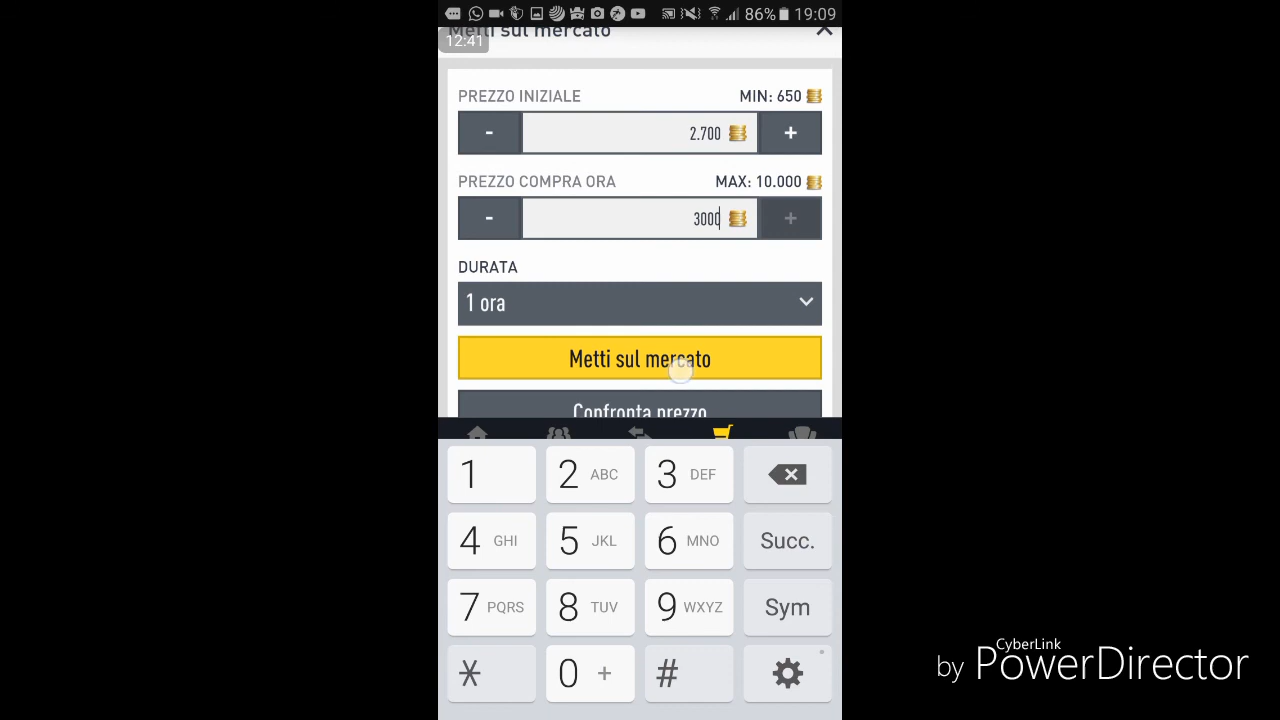 86% 19:09
Metti sul mercato
12:41
PREZZO INIZIALE MIN: 650
- 2.700 +
PREZZO COMPRA ORA MAX: 10.000
- 3000 +
DURATA
1 ora
Metti sul mercato
Confronta prezzo
1 2 ABC 3 DEF
4 GHI 5 JKL 6 MNO Succ.
7 PQRS 8 TUV 9 WXYZ Sym
* 0 + #
CyberLink
by PowerDirector